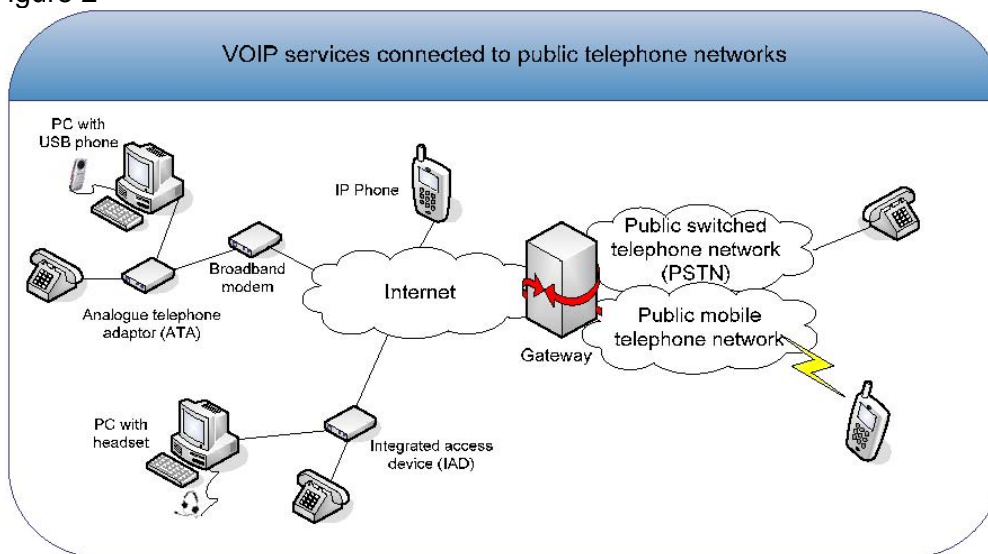 VOIP services connected to public telephone networks
PC with
USB phone
IP Phone
Public switched
telephone network
(PSTN)
Broadband
modem
Internet
Analogue telephone
adaptor (ATA)
Public mobile
telephone network
Gateway
PC with
headset
Integrated access
device (IAD)